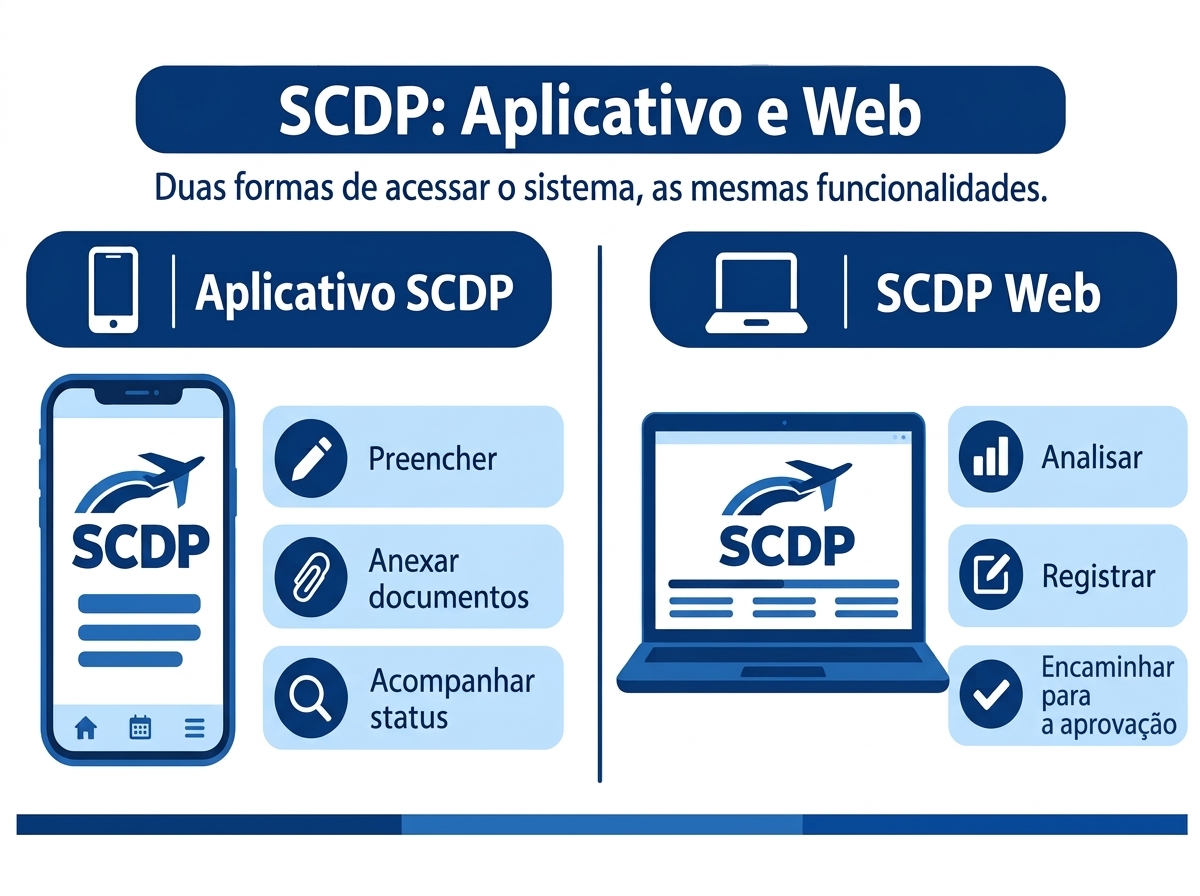 SCDP: Aplicativo e Web
Duas formas de acessar o sistema, as mesmas funcionalidades.
Aplicativo SCDP
SCDP
Preencher
Anexar
documentos
Acompanhar
status
SCDP Web
SCDP
Analisar
Registrar
Encaminhar
para
a aprovação